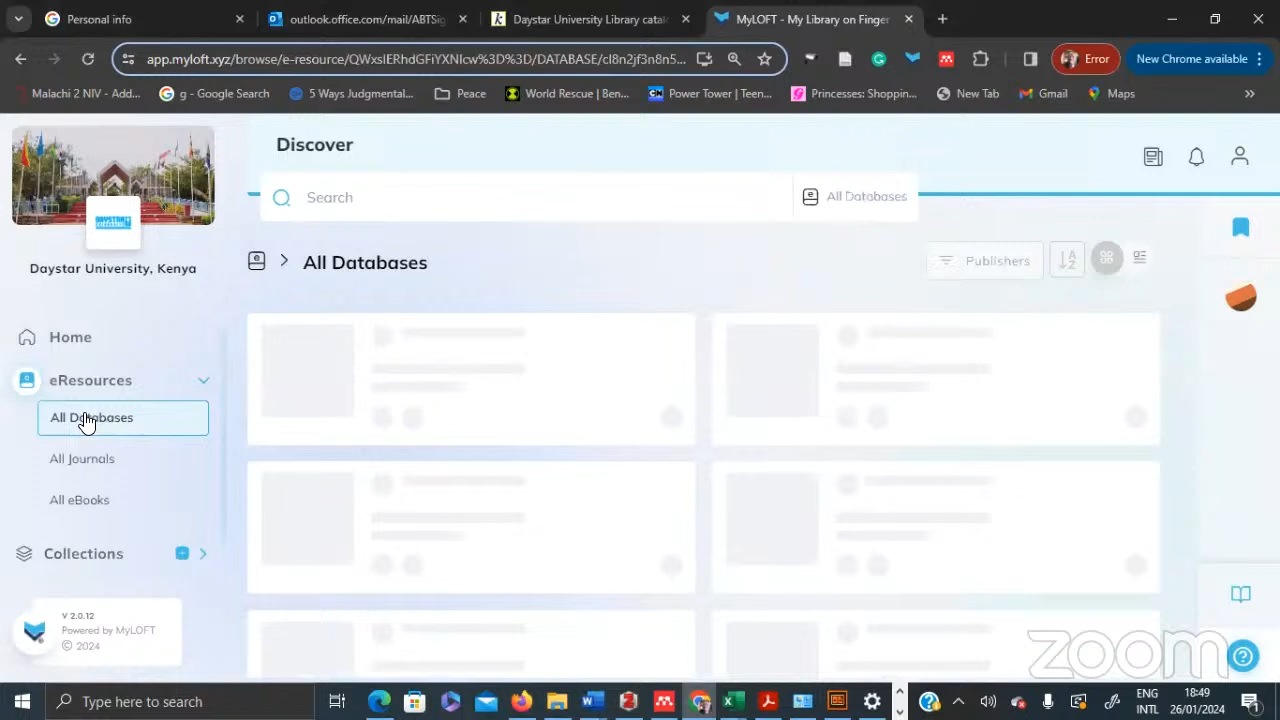 Personal info
outlook.office.com/mail/ABTSig
Daystar University Library catal
MyLOFT - My Library on Finger
app.myloft.xyz/browse/e-resource/QWxsIERhdGFiYXNlcw%3D%3D/DATABASE/cl8n2jf3n8n5...
Error
New Chrome available
Malachi 2 NIV - Add...
g - Google Search
5 Ways Judgmental...
Peace
World Rescue | Ben...
Power Tower | Teen...
Princesses: Shoppin...
New Tab
Gmail
Maps
Discover
Search
All Databases
Daystar University, Kenya
All Databases
Publishers
Home
eResources
All Databases
All Journals
All eBooks
Collections
V 2.0.12
Powered by MyLOFT
© 2024
zoom
Type here to search
ENG
INTL
18:49
26/01/2024